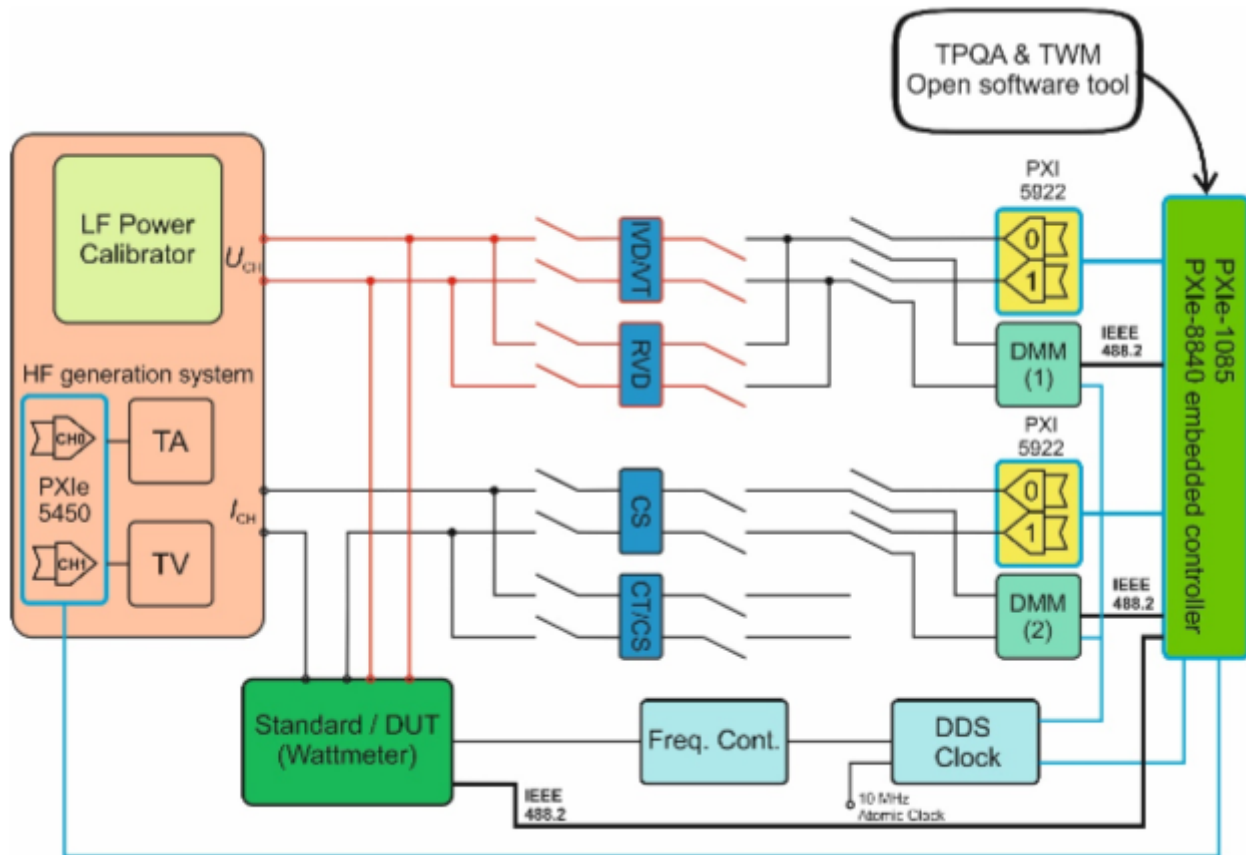 TPQA & TWM
Open software tool
LF Power
Calibrator
UCH
HF generation system
CH0
TA
PXIe
5450
ICH
CH1
TV
IVD/VT
RVD
CS
CT/CS
PXI
5922
0
1
IEEE
488.2
DMM
(1)
PXI
5922
0
1
IEEE
488.2
DMM
(2)
PXIe-1085
PXIe-8840 embedded controller
Standard / DUT
(Wattmeter)
Freq. Cont.
DDS
Clock
10 MHz
Atomic Clock
IEEE
488.2